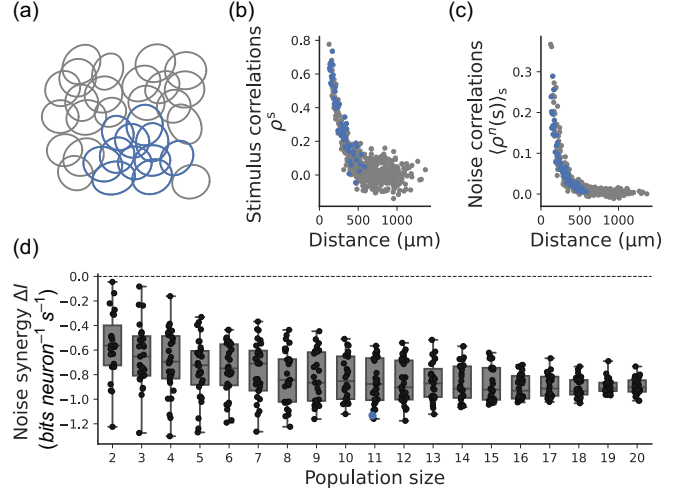 (a)
(b)
Stimulus correlations
ρˢ
0.8
0.6
0.4
0.2
0.0
0
500
1000
Distance (μm)
(c)
Noise correlations
⟨ρⁿ(s)⟩ₛ
0.3
0.2
0.1
0.0
0
500
1000
Distance (μm)
(d)
Noise synergy ΔI
(bits neuron⁻¹ s⁻¹)
0.0
−0.2
−0.4
−0.6
−0.8
−1.0
−1.2
2 3 4 5 6 7 8 9 10 11 12 13 14 15 16 17 18 19 20
Population size